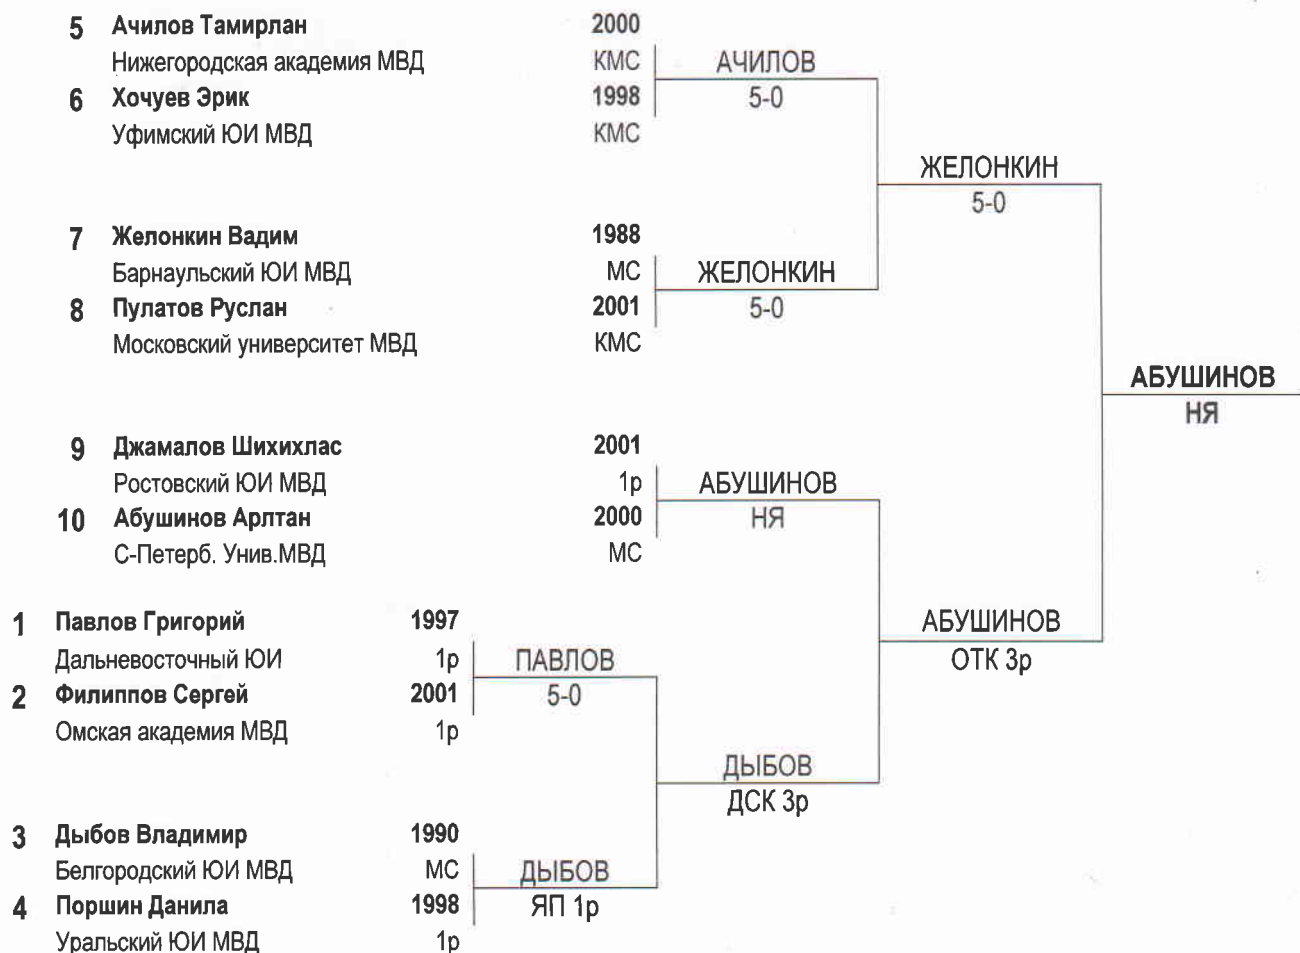 5 Ачилов Тамирлан 2000
Нижегородская академия МВД КМС
АЧИЛОВ
6 Хочуев Эрик 1998
5-0
Уфимский ЮИ МВД КМС
ЖЕЛОНКИН
5-0
7 Желонкин Вадим 1988
Барнаульский ЮИ МВД МС
ЖЕЛОНКИН
8 Пулатов Руслан 2001
5-0
Московский университет МВД КМС
АБУШИНОВ
НЯ
9 Джамалов Шихихлас 2001
Ростовский ЮИ МВД 1р
АБУШИНОВ
10 Абушинов Арлтан 2000
НЯ
С-Петерб. Унив.МВД МС
1 Павлов Григорий 1997
АБУШИНОВ
Дальневосточный ЮИ 1р
ПАВЛОВ
ОТК 3р
2 Филиппов Сергей 2001
5-0
Омская академия МВД 1р
ДЫБОВ
ДСК 3р
3 Дыбов Владимир 1990
Белгородский ЮИ МВД МС
ДЫБОВ
4 Поршин Данила 1998
ЯП 1р
Уральский ЮИ МВД 1р